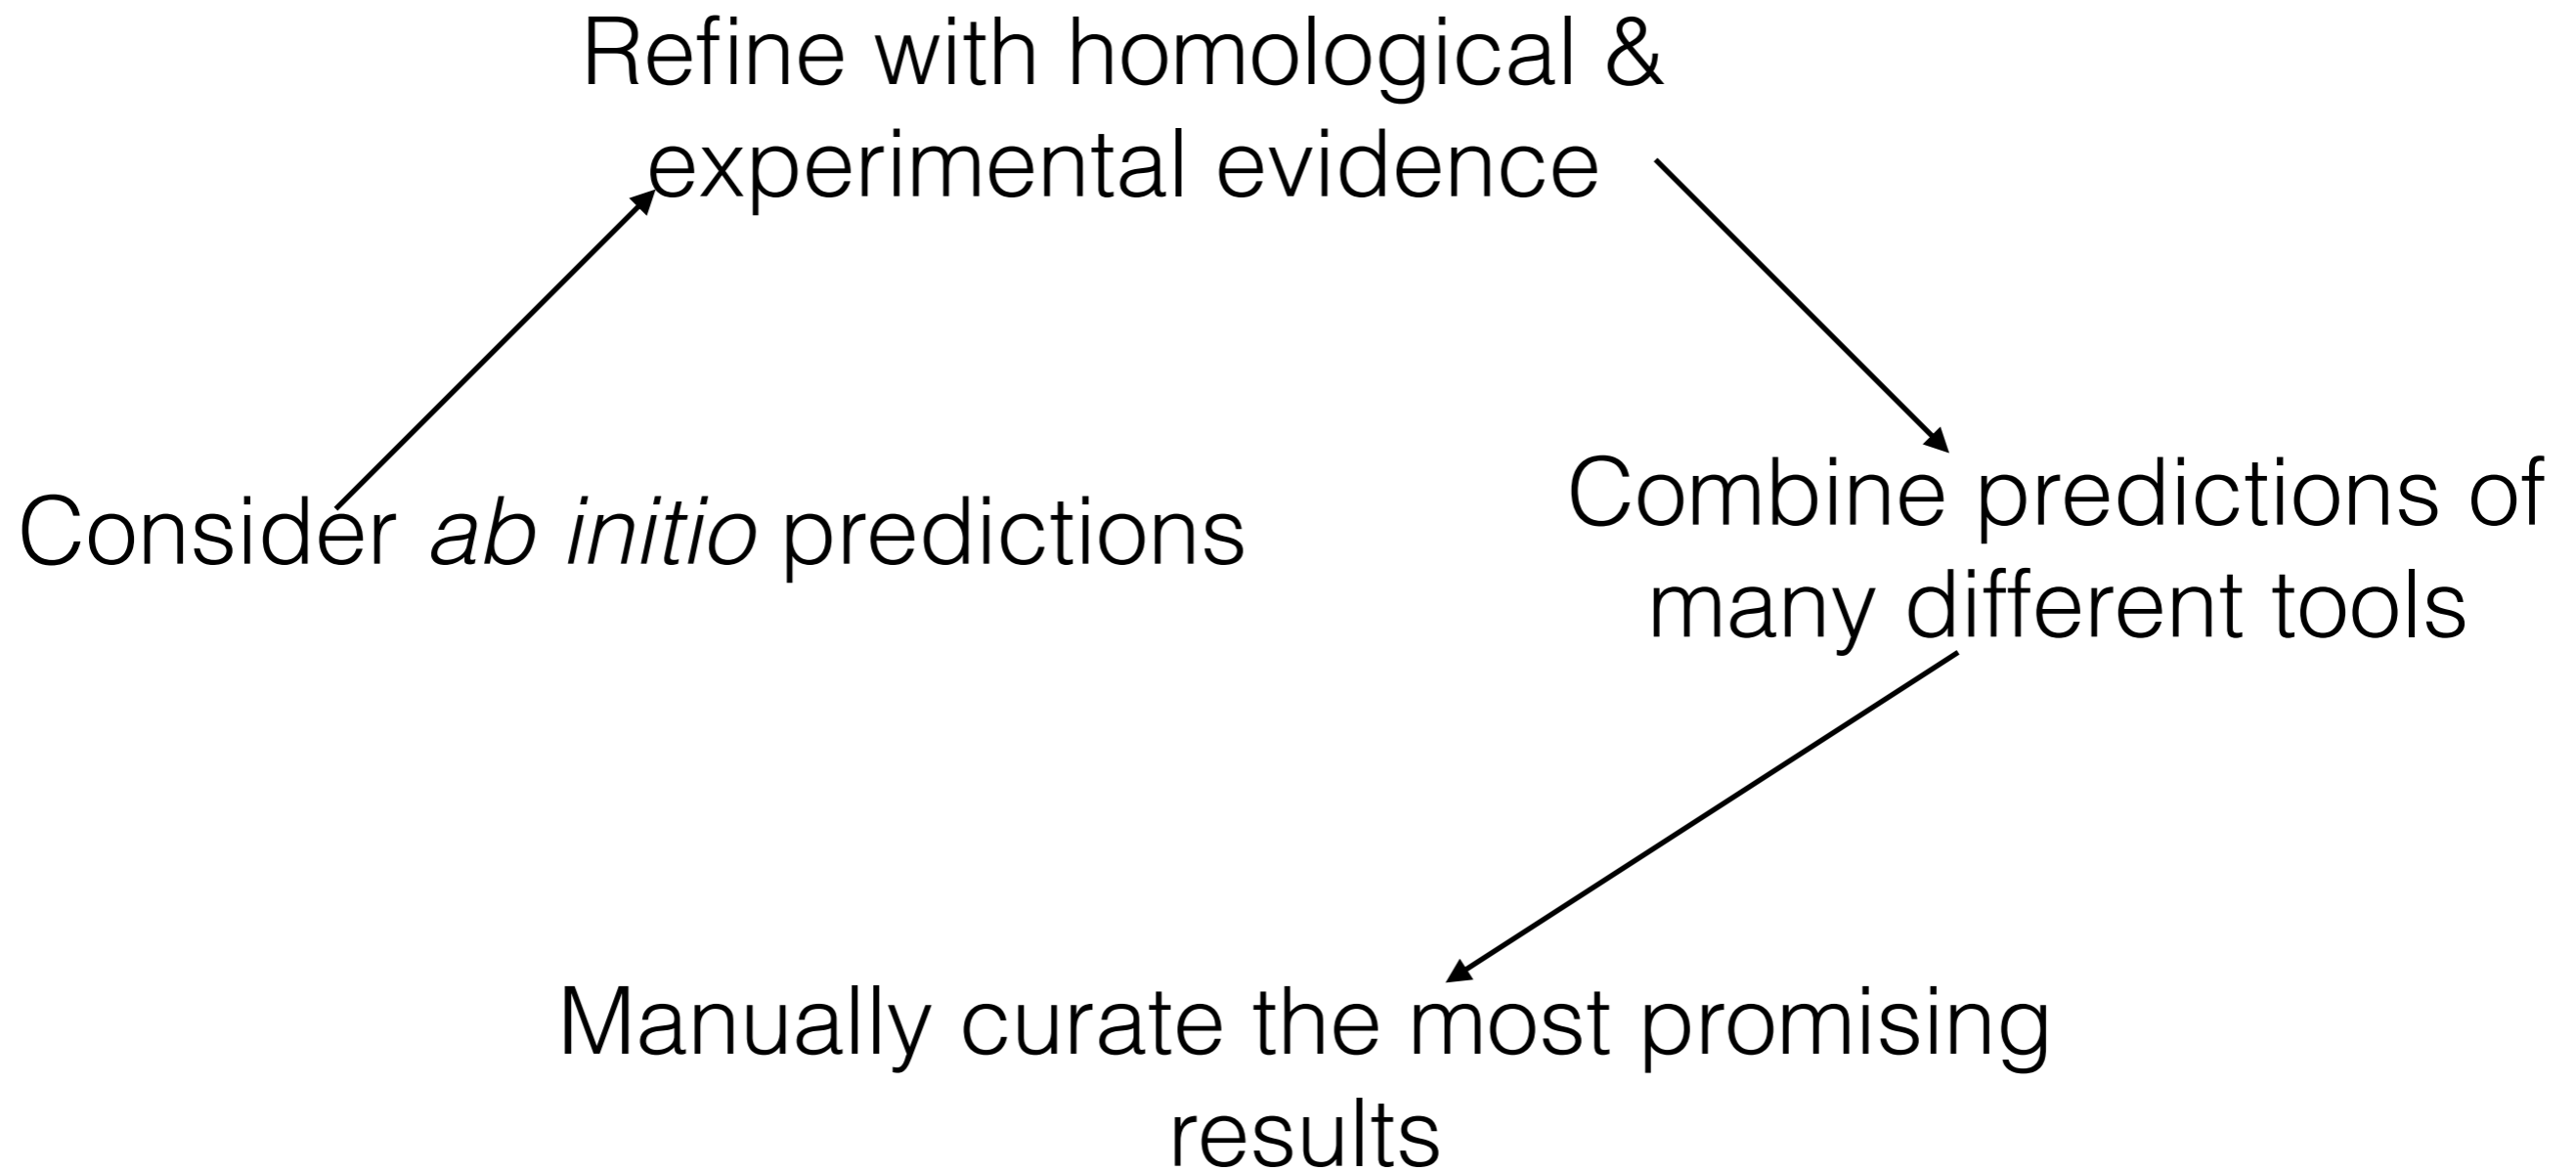 Refine with homological &
experimental evidence
Consider ab initio predictions
Combine predictions of
many different tools
Manually curate the most promising
results